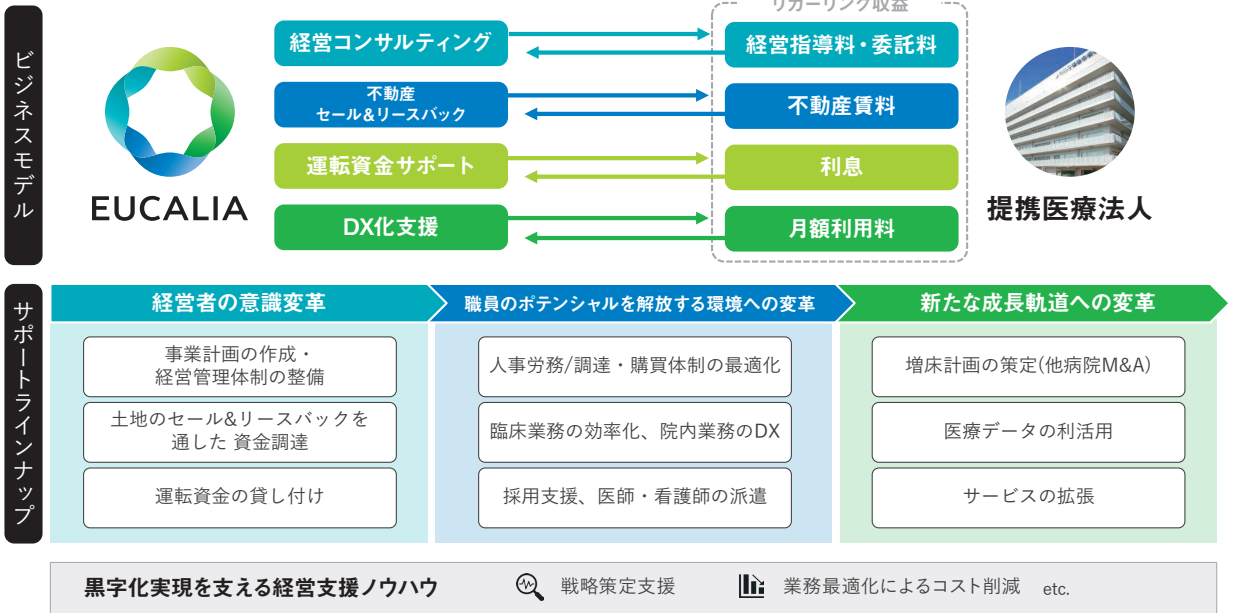 ビジネスモデル
リカーリング収益
経営コンサルティング
経営指導料・委託料
不動産
セール&リースバック
不動産賃料
運転資金サポート
利息
DX化支援
月額利用料
EUCALIA
提携医療法人
サポートラインナップ
経営者の意識変革
職員のポテンシャルを解放する環境への変革
新たな成長軌道への変革
事業計画の作成・
経営管理体制の整備
土地のセール&リースバックを
通した 資金調達
運転資金の貸し付け
人事労務/調達・購買体制の最適化
臨床業務の効率化、院内業務のDX
採用支援、医師・看護師の派遣
増床計画の策定(他病院M&A)
医療データの利活用
サービスの拡張
黒字化実現を支える経営支援ノウハウ
戦略策定支援
業務最適化によるコスト削減
etc.